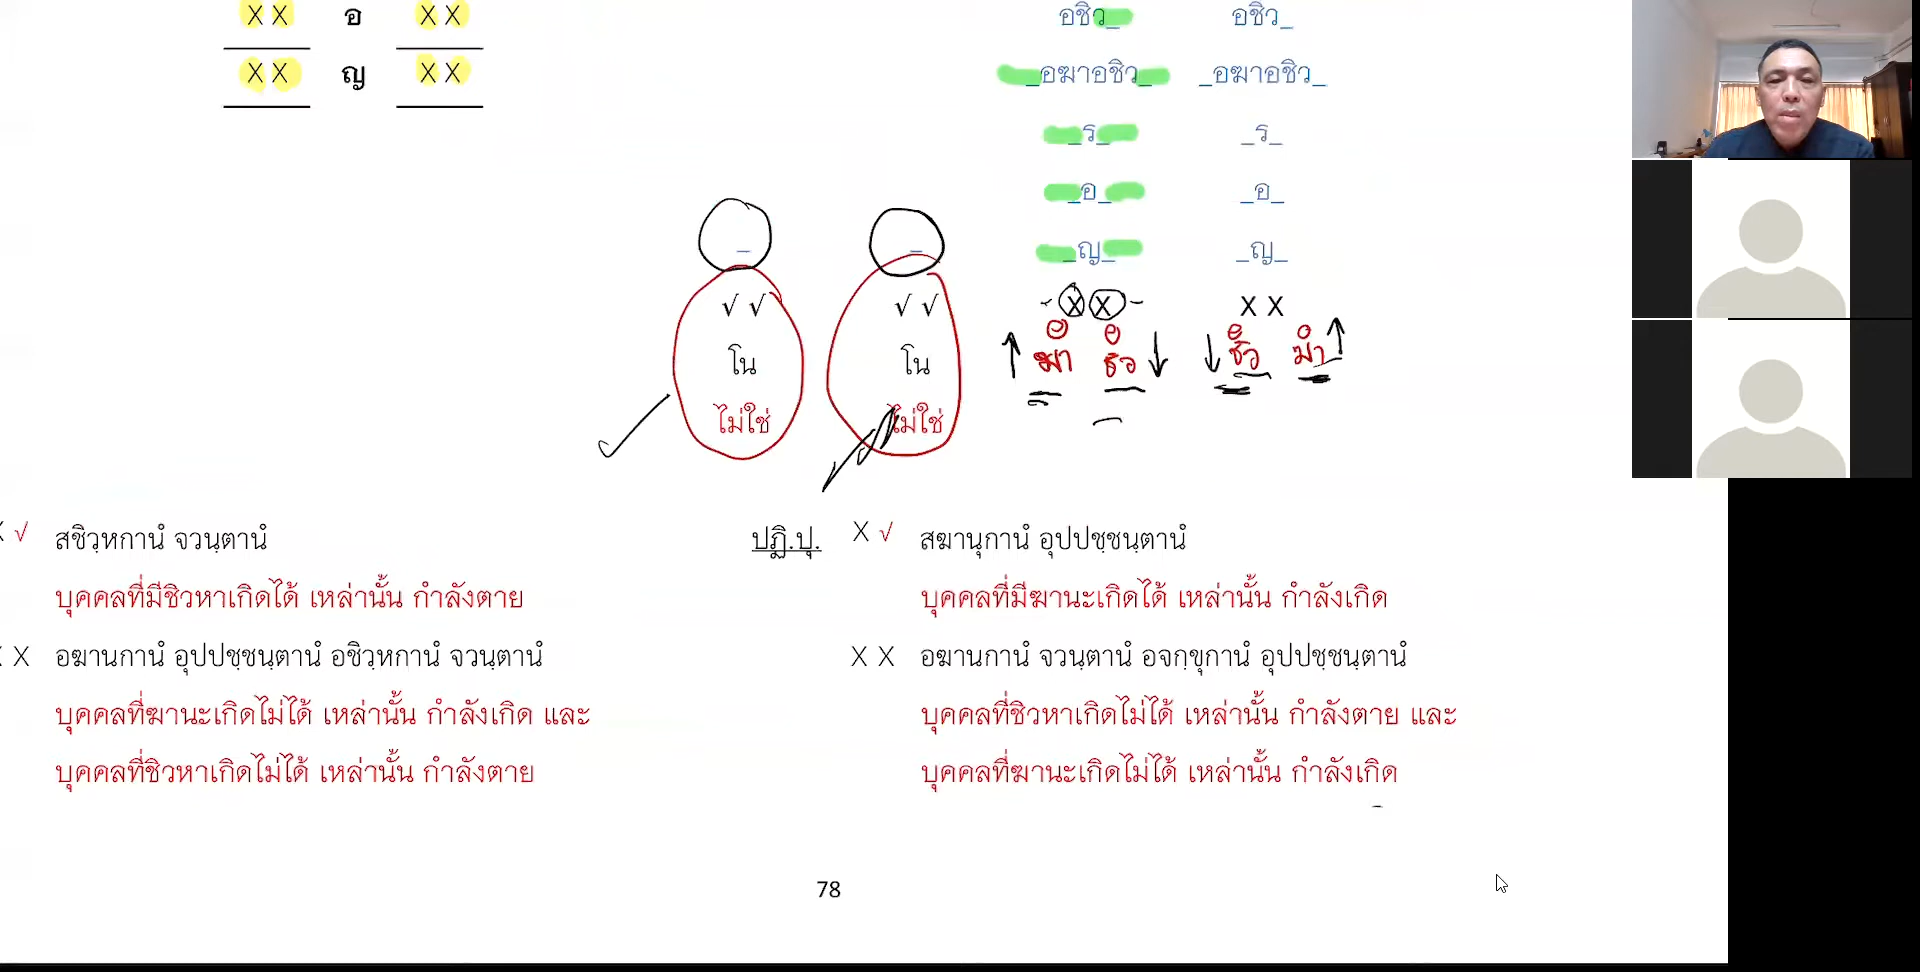 X X อ X X
X X ญ X X
อชิว_ อชิว_
_อฆาอชิว_ _อฆาอชิว_
_ร_ _ร_
_อ_ _อ_
_ญ_ _ญ_
_ _
√ √ √ √ - X X - X X
โน โน ฆา ชิว ชิว ฆา
ไม่ใช่ ไม่ใช่
X √ สชิวฺหกานํ จวนฺตานํ
บุคคลที่มีชิวหาเกิดได้ เหล่านั้น กำลังตาย
X X อฆานกานํ อุปปชฺชนฺตานํ อชิวฺหกานํ จวนฺตานํ
บุคคลที่ฆานะเกิดไม่ได้ เหล่านั้น กำลังเกิด และ
บุคคลที่ชิวหาเกิดไม่ได้ เหล่านั้น กำลังตาย
ปฏิ.ปุ. X √ สฆานุกานํ อุปปชฺชนฺตานํ
บุคคลที่มีฆานะเกิดได้ เหล่านั้น กำลังเกิด
X X อฆานกานํ จวนฺตานํ อจกฺขุกานํ อุปปชฺชนฺตานํ
บุคคลที่ชิวหาเกิดไม่ได้ เหล่านั้น กำลังตาย และ
บุคคลที่ฆานะเกิดไม่ได้ เหล่านั้น กำลังเกิด
78